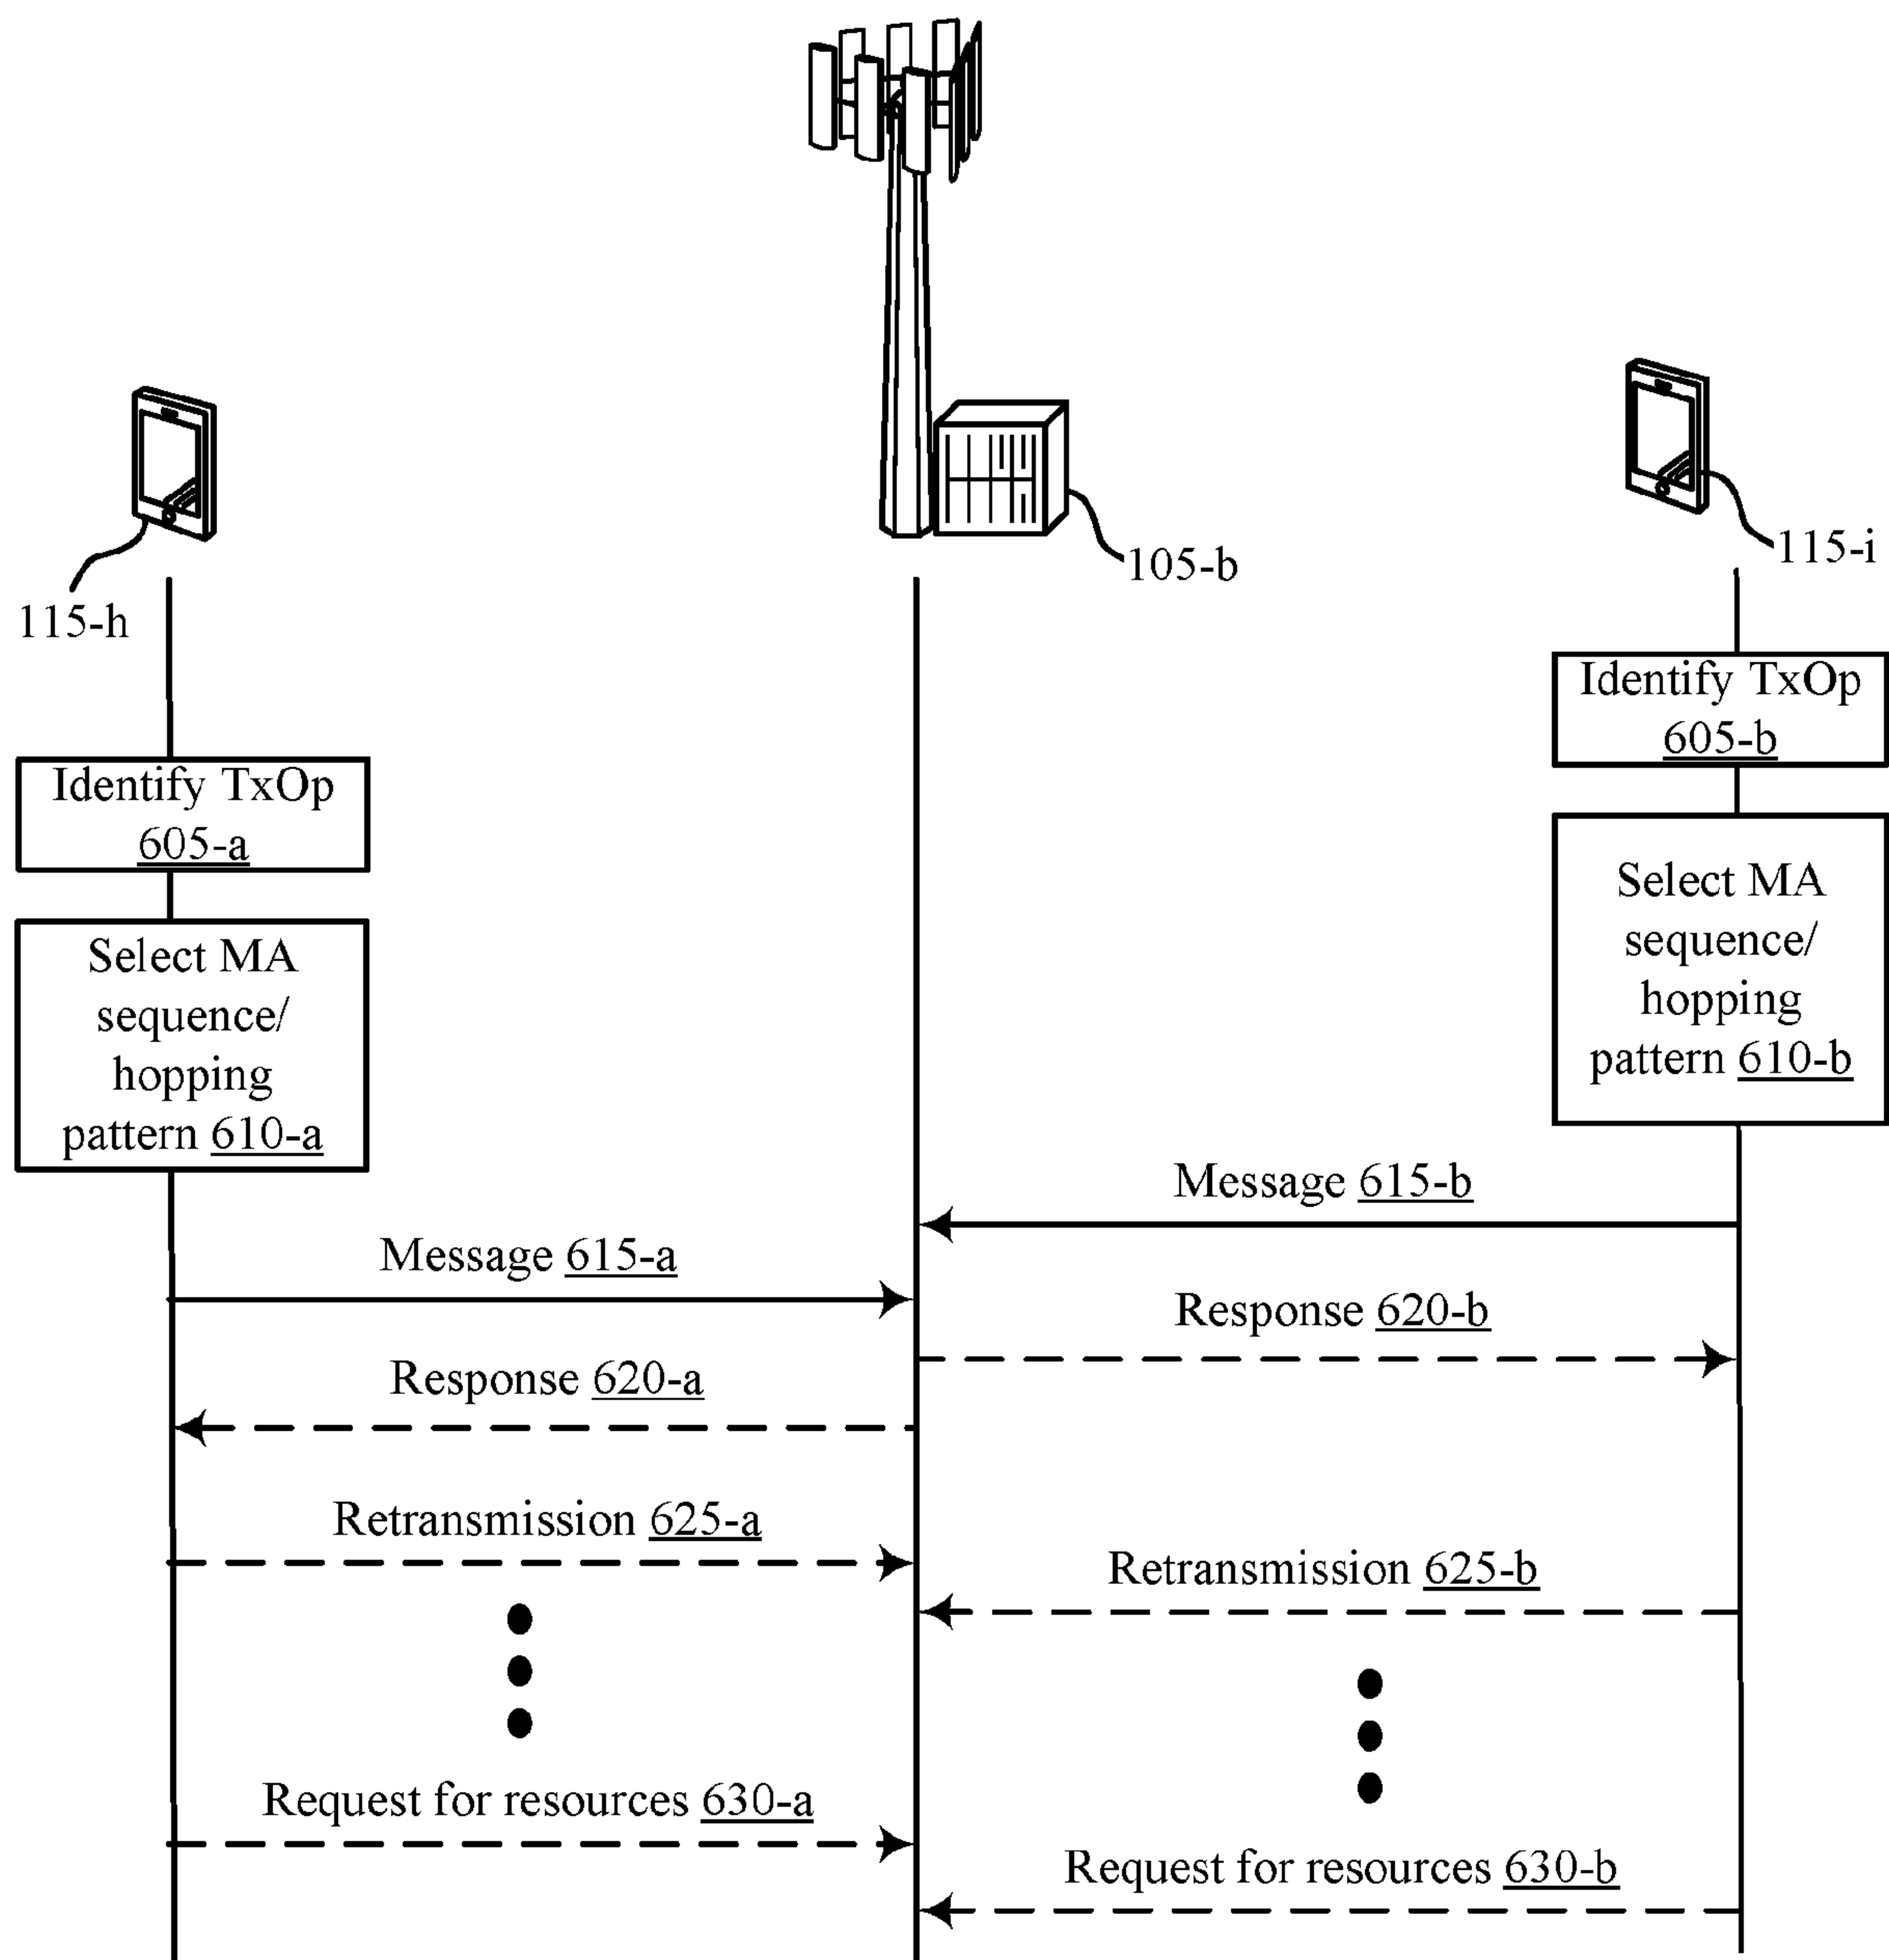 105-b
115-i
115-h
Identify TxOp
605-b
Identify TxOp
605-a
Select MA
sequence/
hopping
pattern 610-b
Select MA
sequence/
hopping
pattern 610-a
Message 615-b
Message 615-a
Response 620-b
Response 620-a
Retransmission 625-a
Retransmission 625-b
Request for resources 630-a
Request for resources 630-b